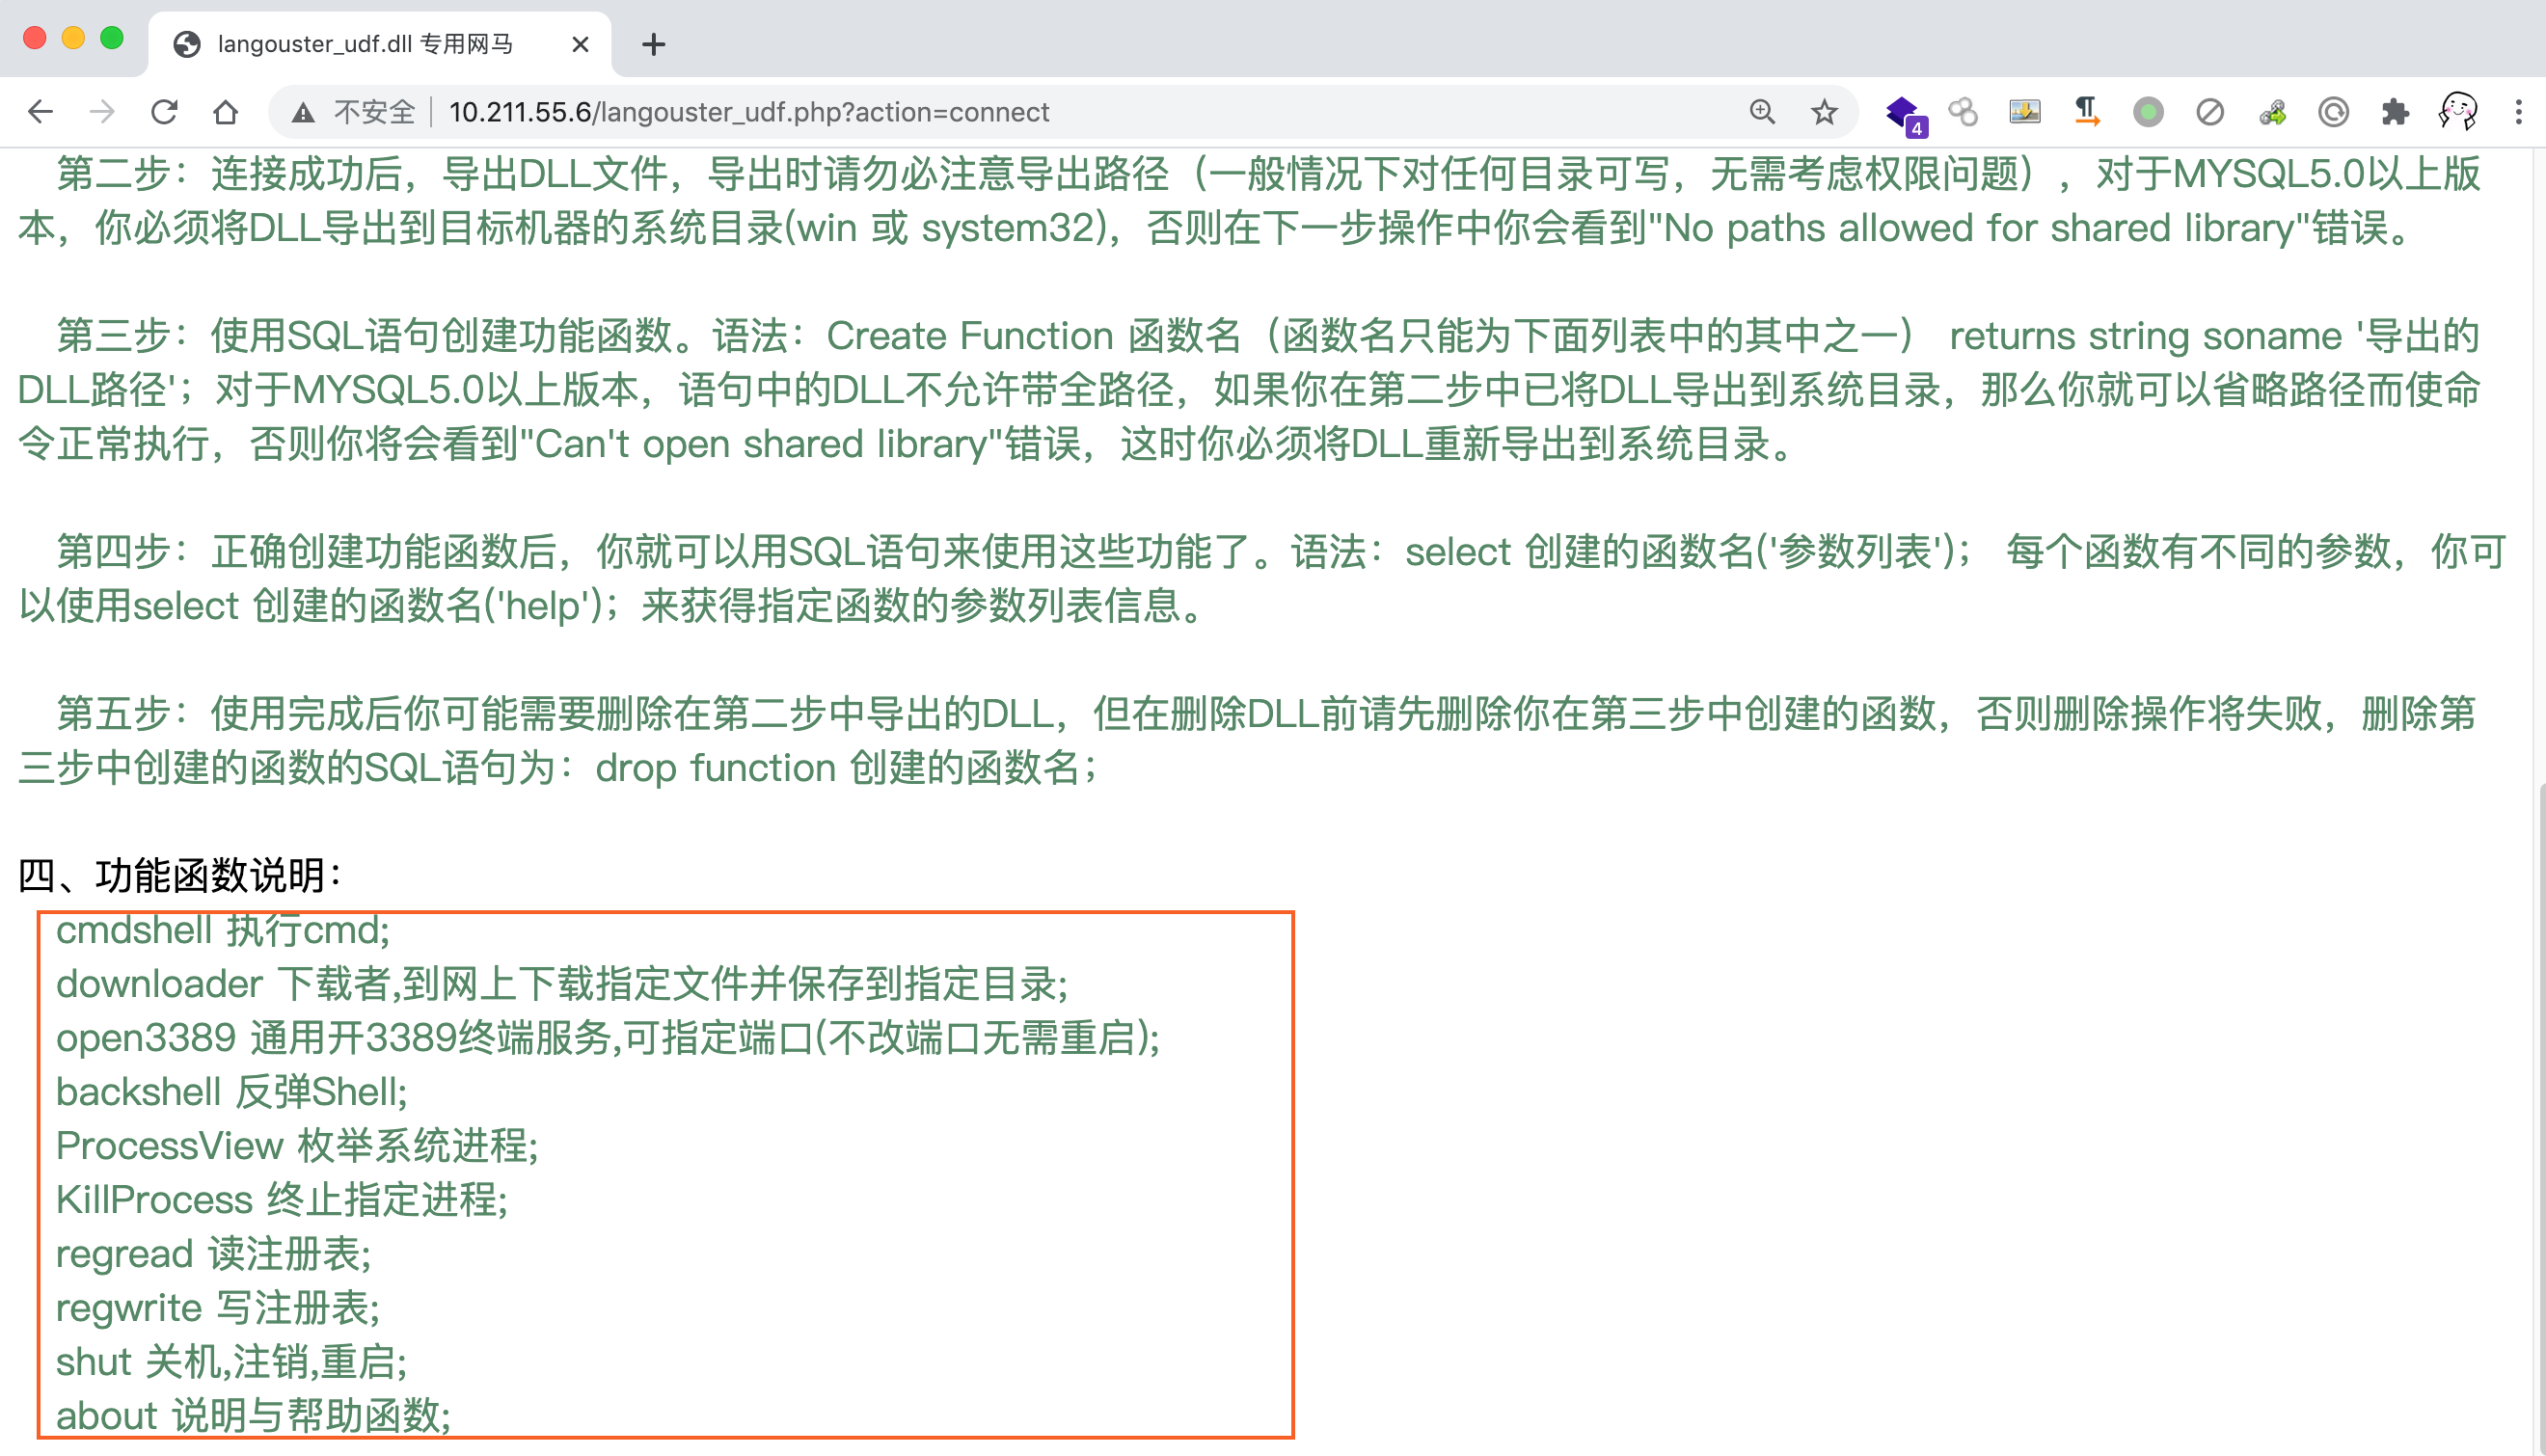 langouster_udf.dll 专用网马
不安全 10.211.55.6/langouster_udf.php?action=connect
4
第二步：连接成功后，导出DLL文件，导出时请勿必注意导出路径（一般情况下对任何目录可写，无需考虑权限问题），对于MYSQL5.0以上版
本，你必须将DLL导出到目标机器的系统目录(win 或 system32)，否则在下一步操作中你会看到"No paths allowed for shared library"错误。
第三步：使用SQL语句创建功能函数。语法：Create Function 函数名（函数名只能为下面列表中的其中之一） returns string soname '导出的
DLL路径'；对于MYSQL5.0以上版本，语句中的DLL不允许带全路径，如果你在第二步中已将DLL导出到系统目录，那么你就可以省略路径而使命
令正常执行，否则你将会看到"Can't open shared library"错误，这时你必须将DLL重新导出到系统目录。
第四步：正确创建功能函数后，你就可以用SQL语句来使用这些功能了。语法：select 创建的函数名('参数列表')； 每个函数有不同的参数，你可
以使用select 创建的函数名('help')；来获得指定函数的参数列表信息。
第五步：使用完成后你可能需要删除在第二步中导出的DLL，但在删除DLL前请先删除你在第三步中创建的函数，否则删除操作将失败，删除第
三步中创建的函数的SQL语句为：drop function 创建的函数名；
四、功能函数说明：
cmdshell 执行cmd;
downloader 下载者,到网上下载指定文件并保存到指定目录;
open3389 通用开3389终端服务,可指定端口(不改端口无需重启);
backshell 反弹Shell;
ProcessView 枚举系统进程;
KillProcess 终止指定进程;
regread 读注册表;
regwrite 写注册表;
shut 关机,注销,重启;
about 说明与帮助函数;